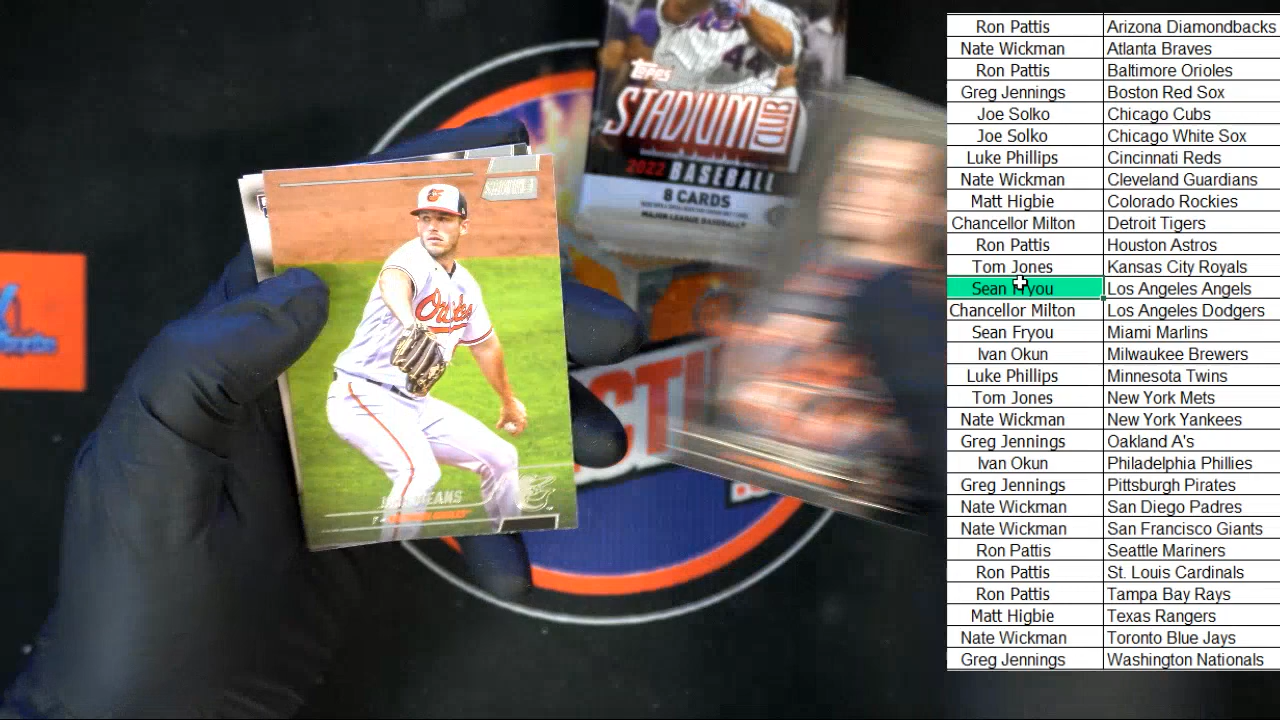 44
TOPPS
STADIUM
CLUB
2022 BASEBALL
8 CARDS
MAJOR LEAGUE BASEBALL
Orioles
MEANS
Ron Pattis Arizona Diamondbacks
Nate Wickman Atlanta Braves
Ron Pattis Baltimore Orioles
Greg Jennings Boston Red Sox
Joe Solko Chicago Cubs
Joe Solko Chicago White Sox
Luke Phillips Cincinnati Reds
Nate Wickman Cleveland Guardians
Matt Higbie Colorado Rockies
Chancellor Milton Detroit Tigers
Ron Pattis Houston Astros
Tom Jones Kansas City Royals
Sean Fryou Los Angeles Angels
Chancellor Milton Los Angeles Dodgers
Sean Fryou Miami Marlins
Ivan Okun Milwaukee Brewers
Luke Phillips Minnesota Twins
Tom Jones New York Mets
Nate Wickman New York Yankees
Greg Jennings Oakland A's
Ivan Okun Philadelphia Phillies
Greg Jennings Pittsburgh Pirates
Nate Wickman San Diego Padres
Nate Wickman San Francisco Giants
Ron Pattis Seattle Mariners
Ron Pattis St. Louis Cardinals
Ron Pattis Tampa Bay Rays
Matt Higbie Texas Rangers
Nate Wickman Toronto Blue Jays
Greg Jennings Washington Nationals